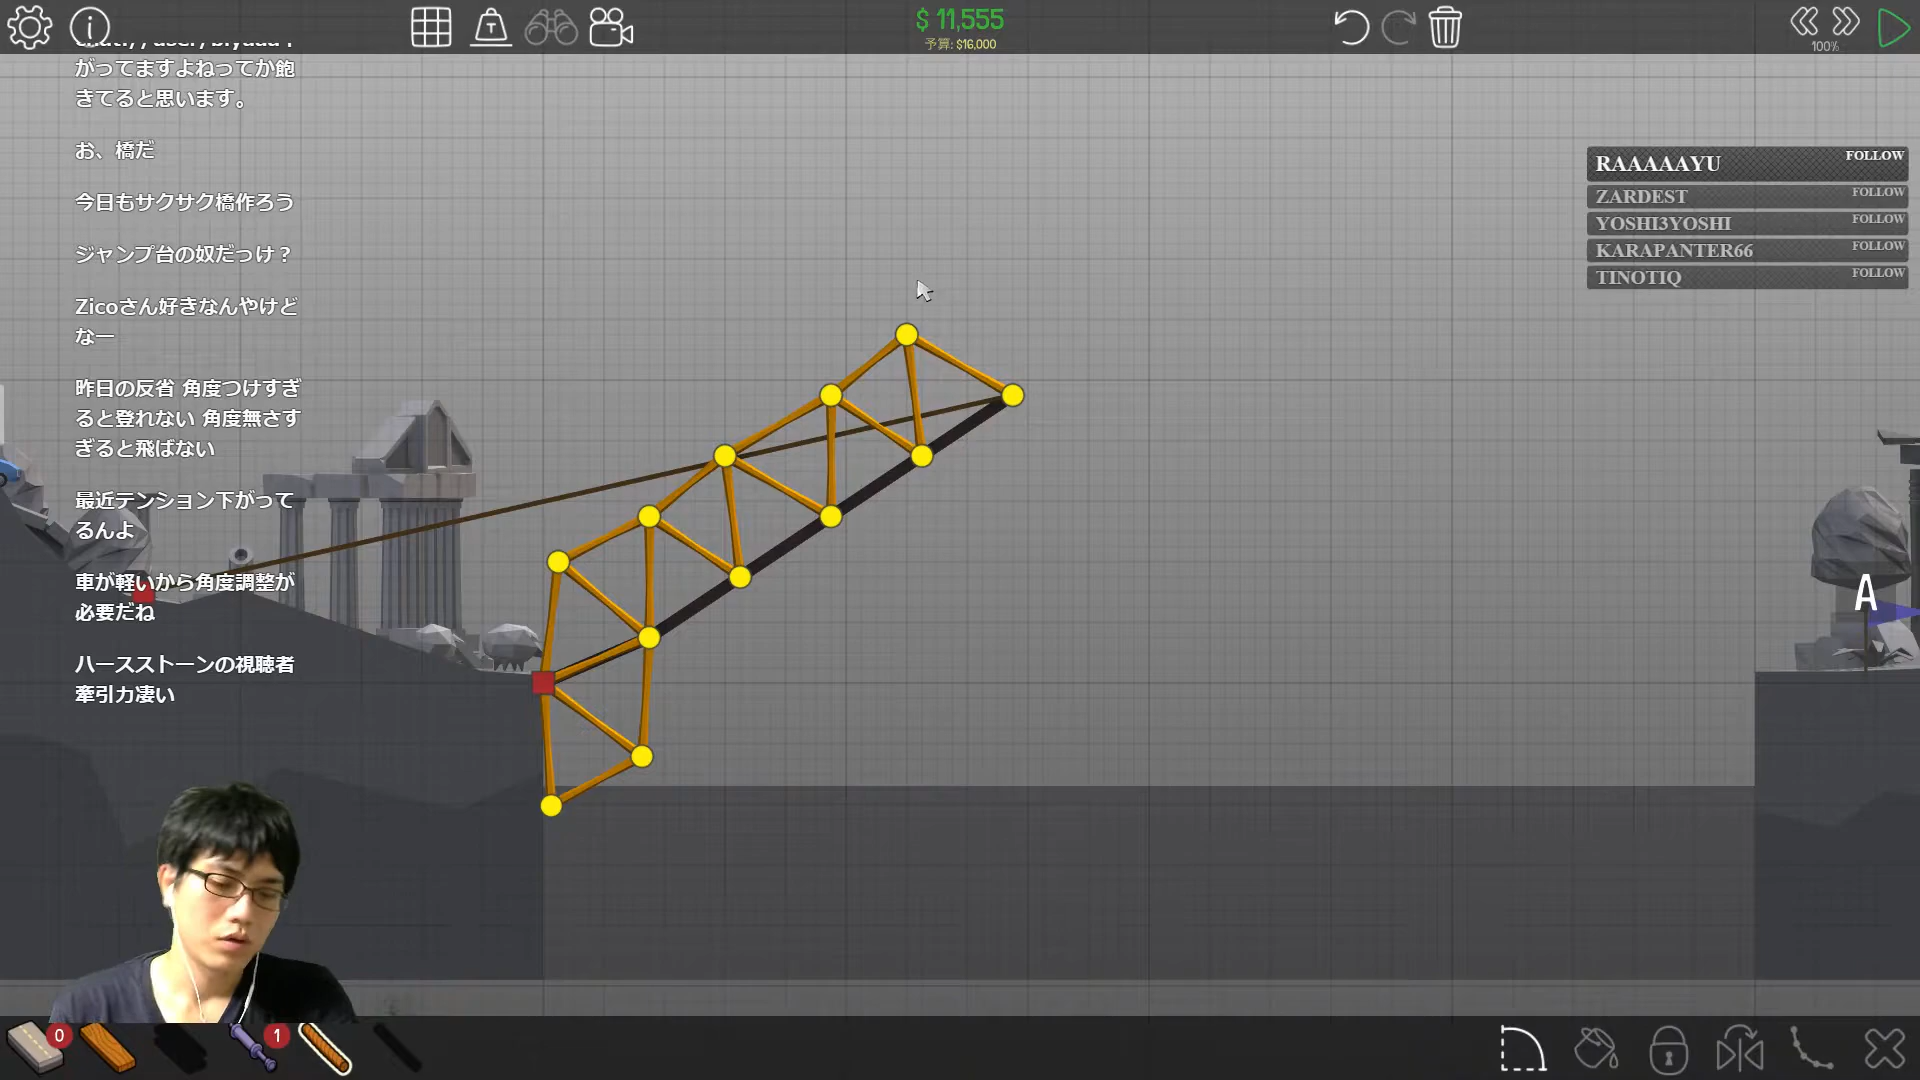 $ 11,555
予算: $16,000
100%
がってますよねってか飽
きてると思います。
お、橋だ
今日もサクサク橋作ろう
ジャンプ台の奴だっけ？
Zicoさん好きなんやけど
なー
昨日の反省 角度つけすぎ
ると登れない 角度無さす
ぎると飛ばない
最近テンション下がって
るんよ
車が軽いから角度調整が
必要だね
ハースストーンの視聴者
牽引力凄い
RAAAAAYU FOLLOW
ZARDEST FOLLOW
YOSHI3YOSHI FOLLOW
KARAPANTER66 FOLLOW
TINOTIQ FOLLOW
A
0
1